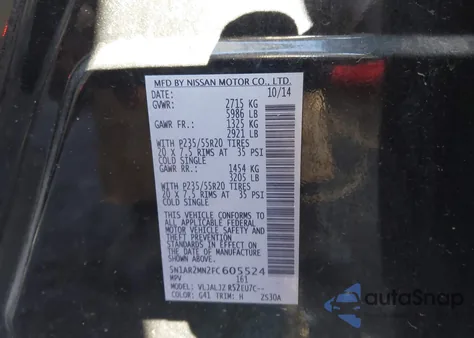 MFD BY NISSAN MOTOR CO., LTD.
DATE: 10/14
GVWR: 2715 KG
5986 LB
GAWR FR.: 1325 KG
2921 LB
WITH P235/55R20 TIRES
20 X 7.5 RIMS AT 35 PSI
COLD SINGLE
GAWR RR.: 1454 KG
3205 LB
WITH P235/55R20 TIRES
20 X 7.5 RIMS AT 35 PSI
COLD SINGLE
THIS VEHICLE CONFORMS TO
ALL APPLICABLE FEDERAL
MOTOR VEHICLE SAFETY AND
THEFT PREVENTION
STANDARDS IN EFFECT ON
THE DATE OF MANUFACTURE
SHOWN ABOVE.
5N1AR2MN2FC605524
MPV 161
MODEL:
COLOR: G41 TRIM: H
AutoSnap